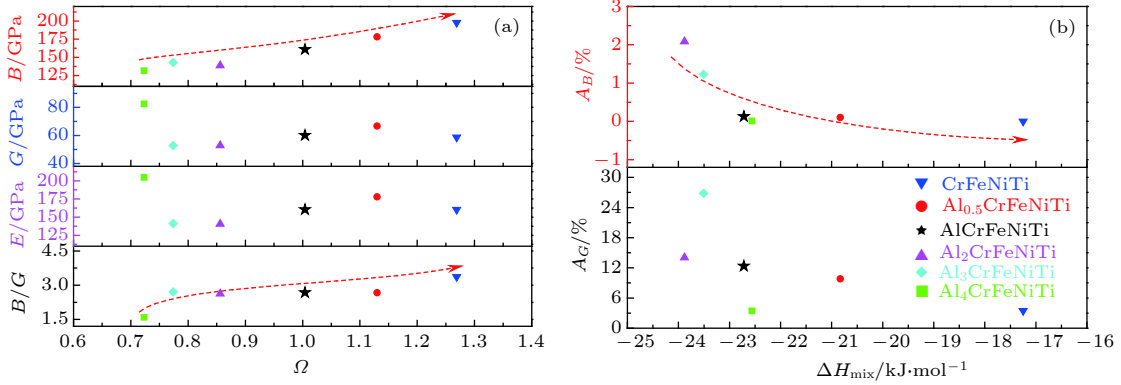 (a)
B/GPa
200
175
150
125
G/GPa
80
60
40
E/GPa
200
175
150
125
B/G
4.5
3.0
1.5
0.6 0.7 0.8 0.9 1.0 1.1 1.2 1.3 1.4
Ω
(b)
A_B/%
3
2
1
0
−1
A_G/%
30
24
18
12
6
0
CrFeNiTi
Al₀.₅CrFeNiTi
AlCrFeNiTi
Al₂CrFeNiTi
Al₃CrFeNiTi
Al₄CrFeNiTi
−25 −24 −23 −22 −21 −20 −19 −18 −17 −16
ΔH_mix/kJ·mol⁻¹